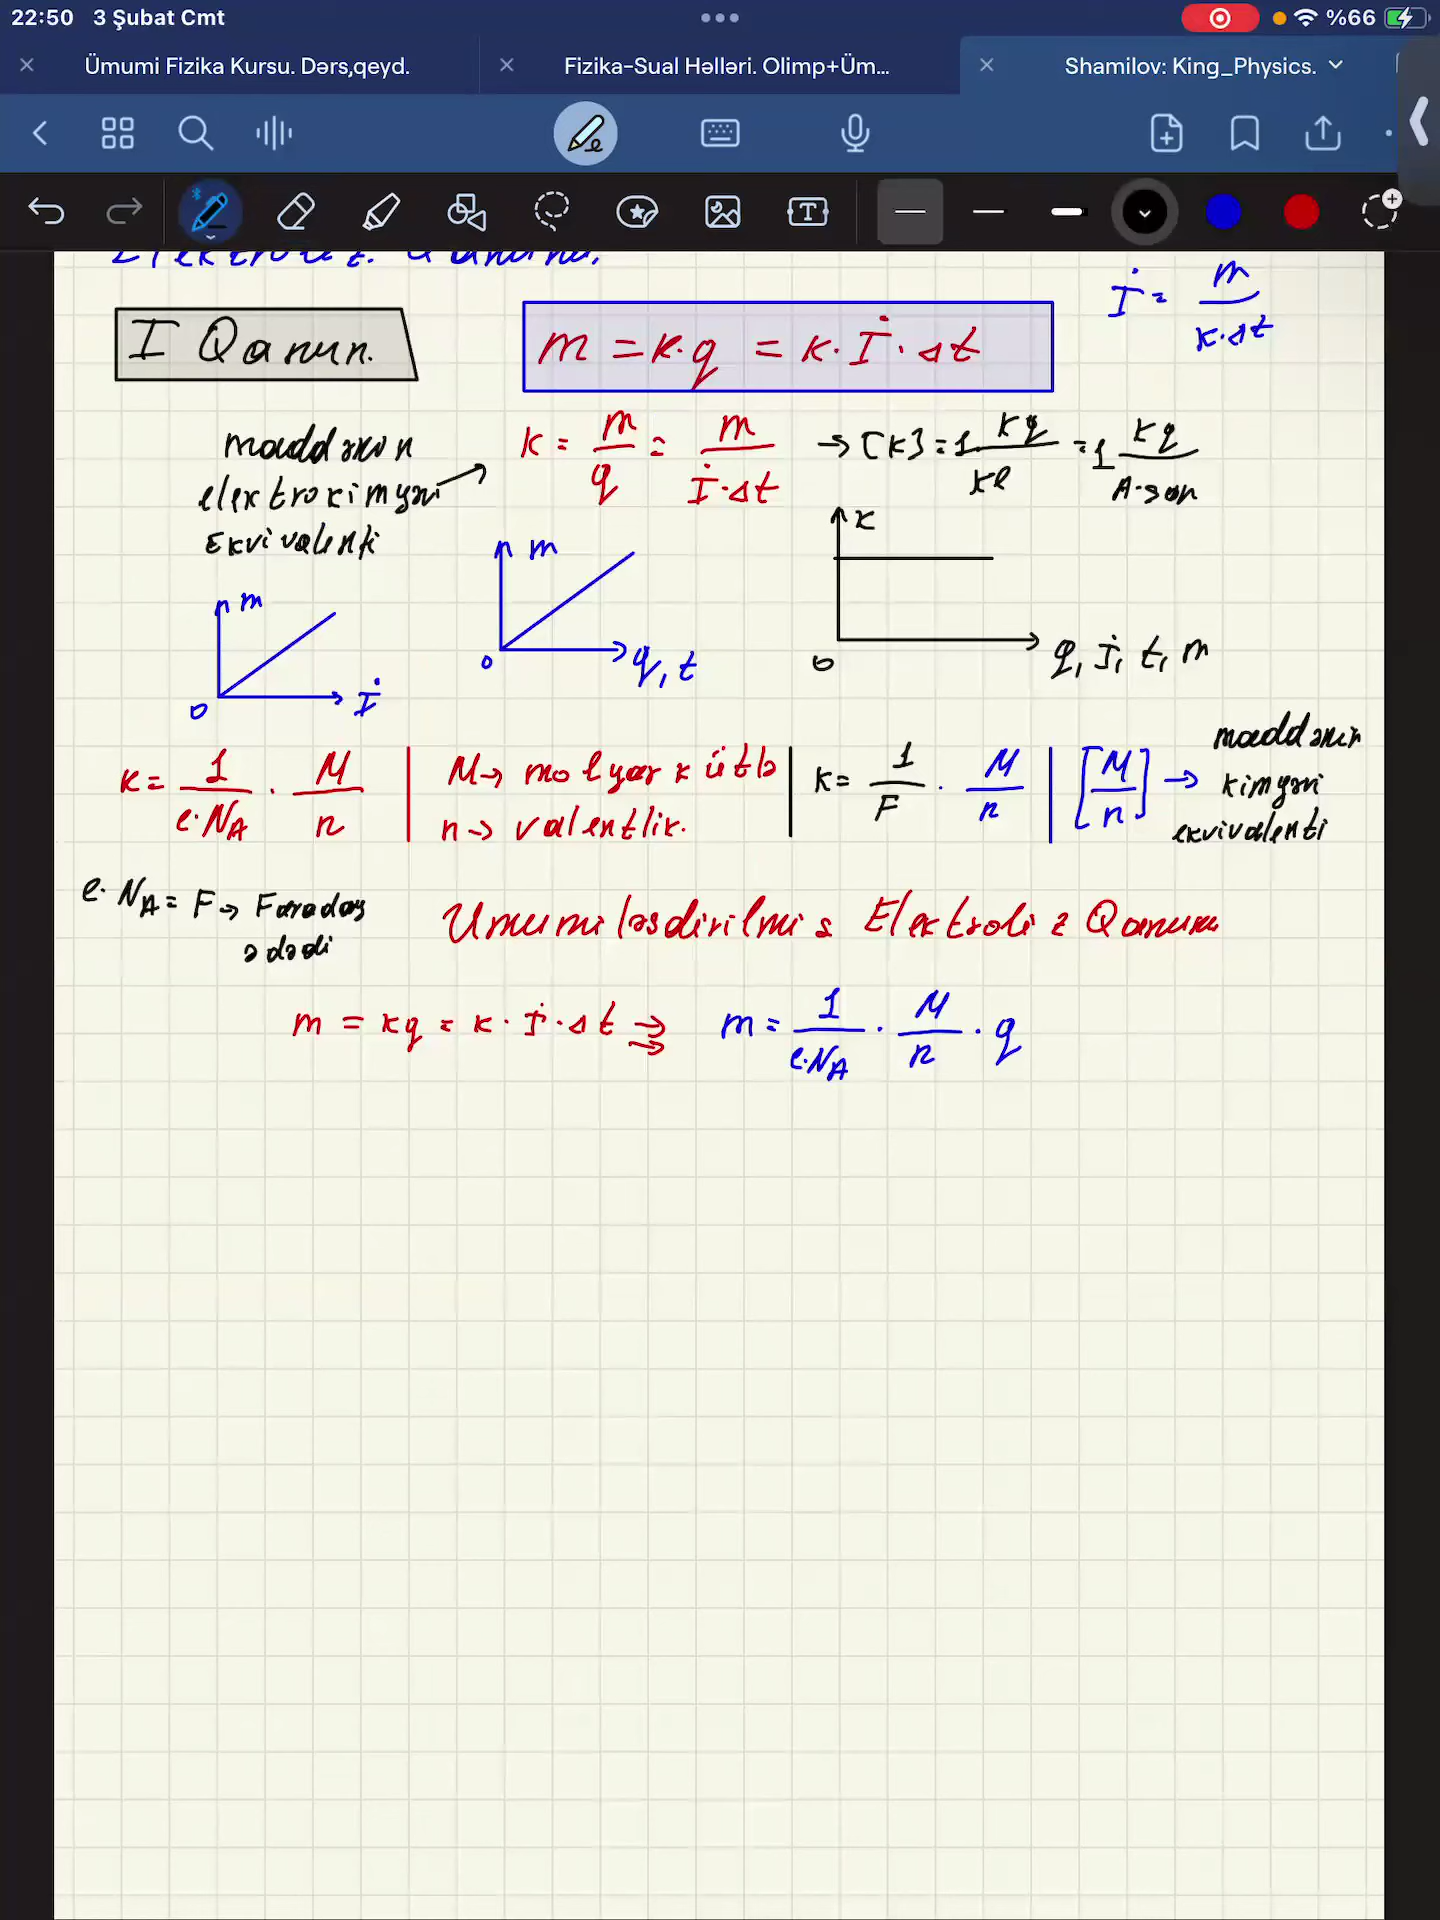 22:50 3 Şubat Cmt
%66
Ümumi Fizika Kursu. Dərs,qeyd.
Fizika-Sual Həlləri. Olimp+Üm...
Shamilov: King_Physics.
I Qanun.
m = k·q = k·İ·Δt
İ = m / k·Δt
maddənin
elektrokimyəvi
Ekvivalenti
k = m/q = m/İ·Δt → [k] = 1 kq/kl = 1 kq/A·san
m
0
İ
m
0
q, t
k
0
q, İ, t, m
k = 1/e·NA · M/n
M → molyar kütlə
n → valentlik.
k = 1/F · M/n
[M/n] →
maddənin
kimyəvi
ekvivalenti
e·NA = F → Faraday
ədədi
Umumiləsdirilmis Elektroliz Qanunu
m = kq = k·İ·Δt ⇒ m = 1/e·NA · M/n · q